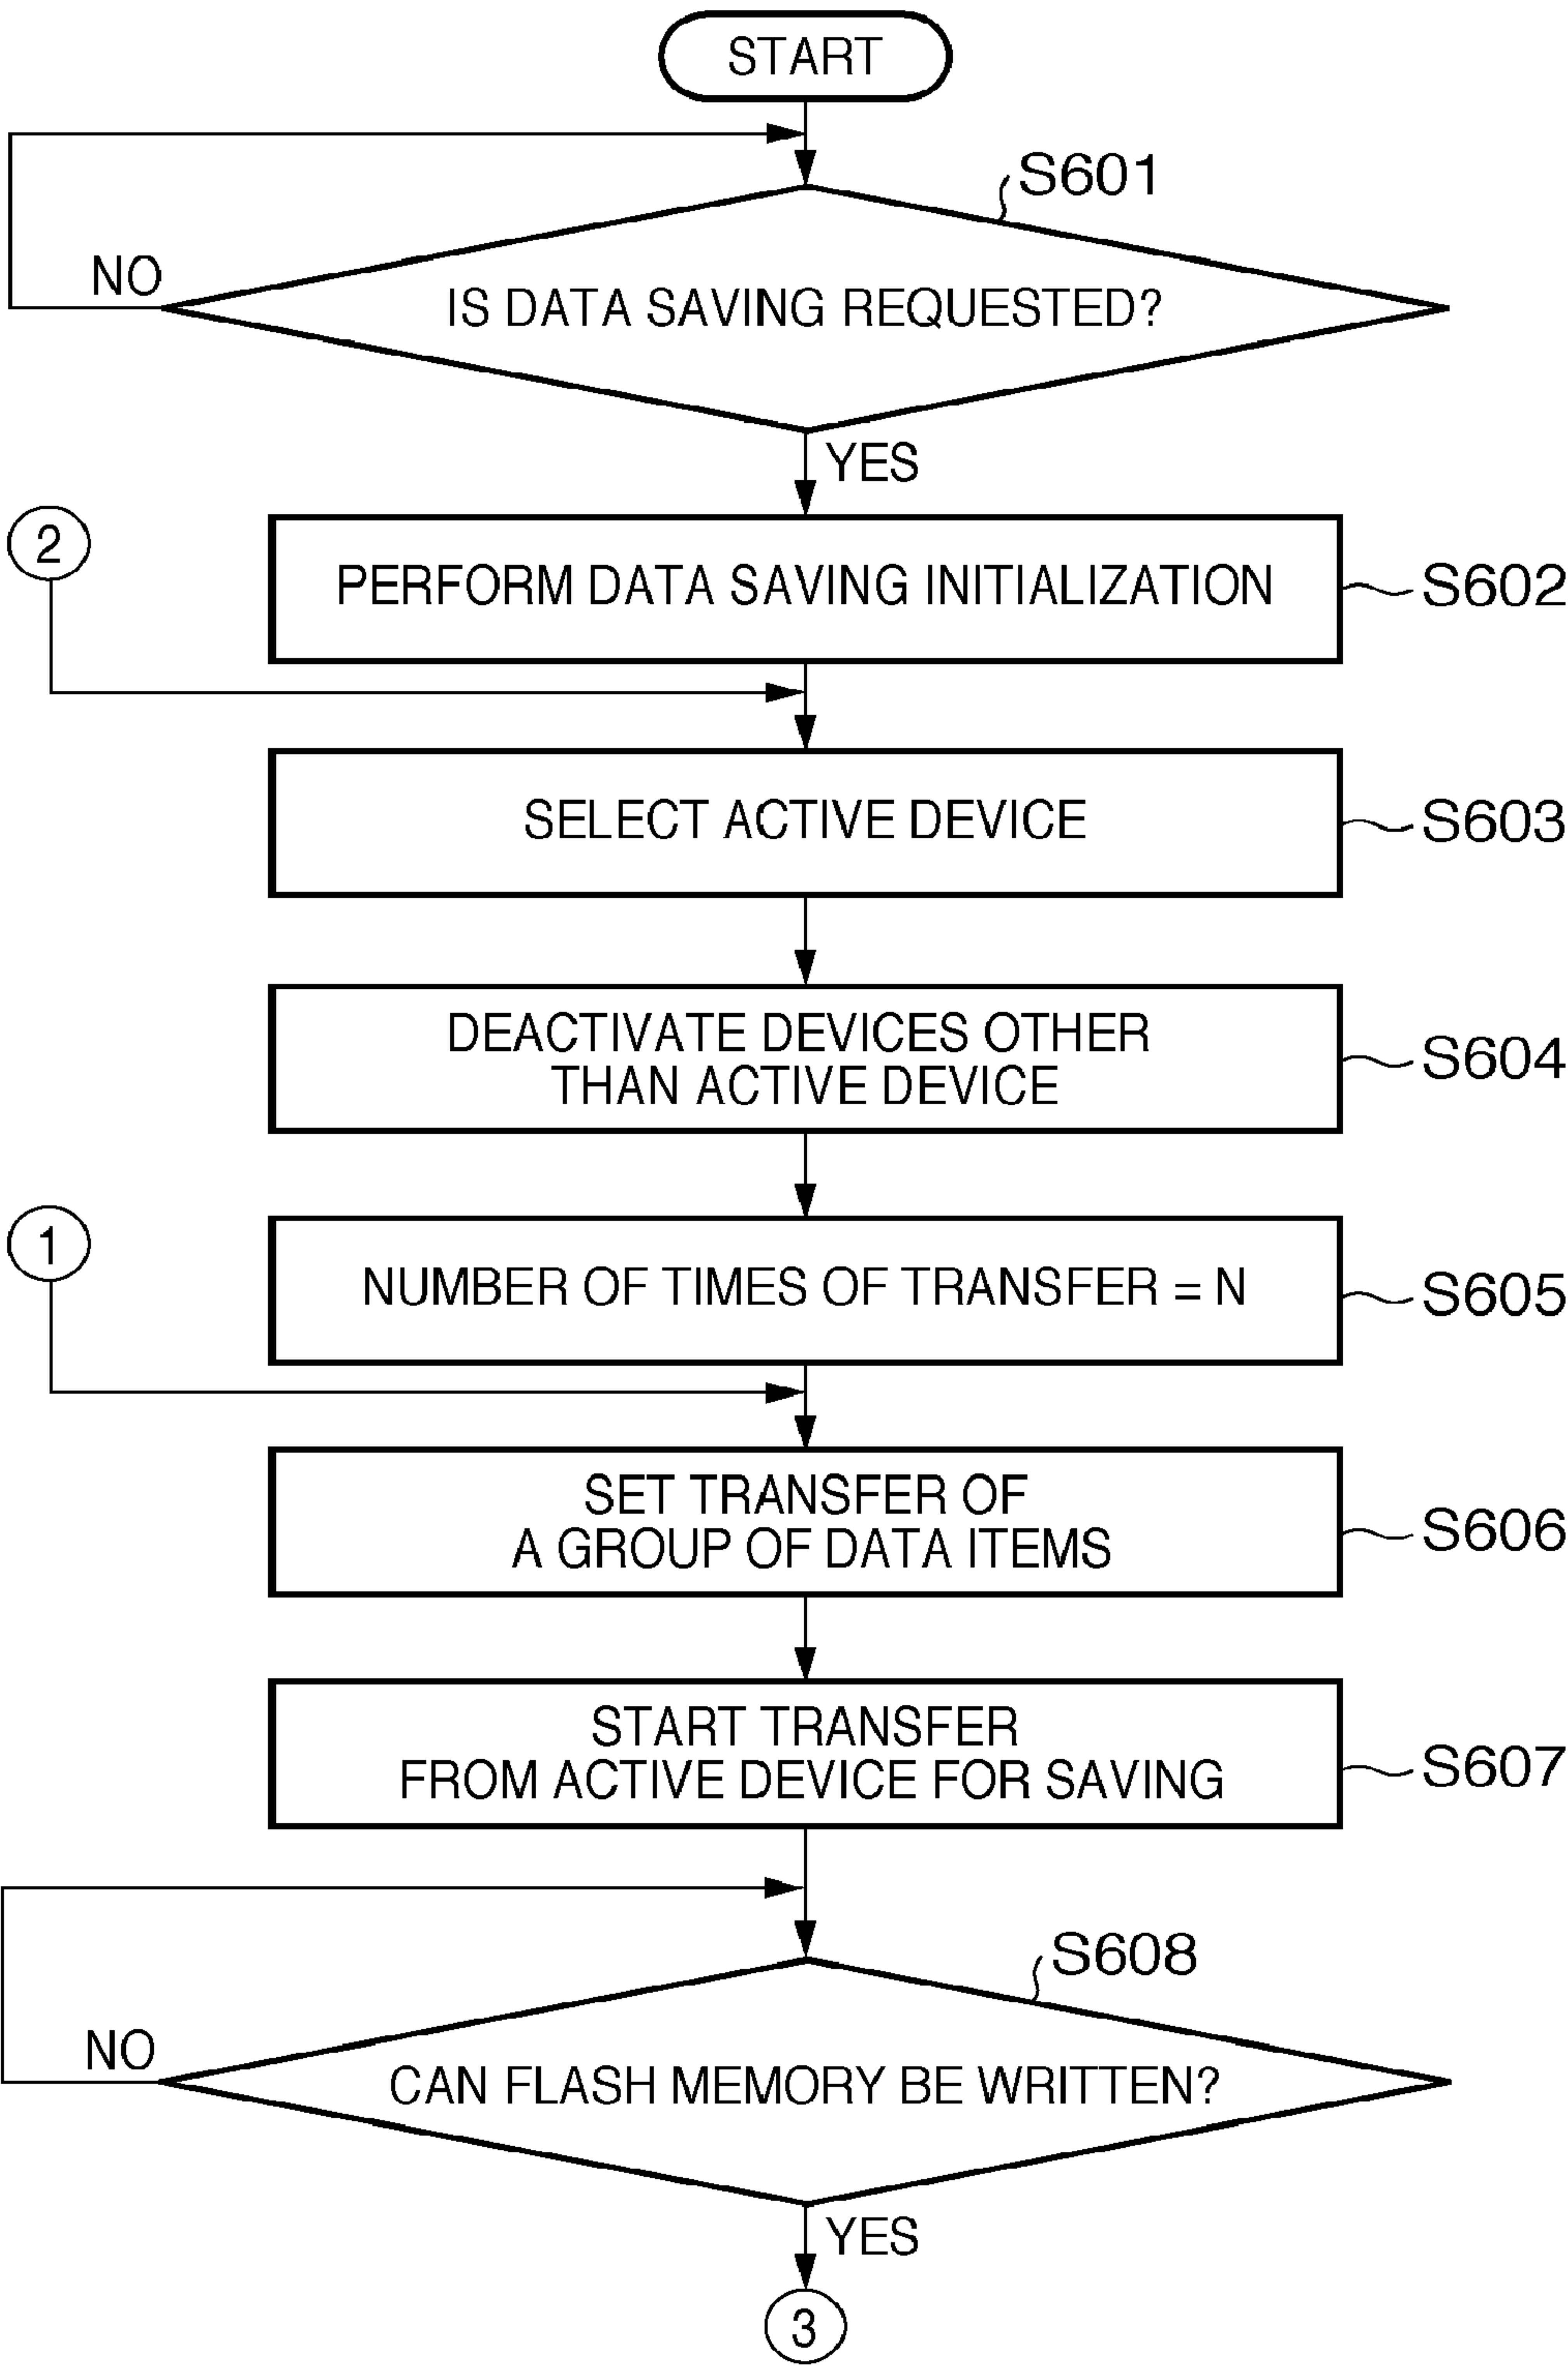 START
S601
NO
IS DATA SAVING REQUESTED?
YES
2
PERFORM DATA SAVING INITIALIZATION
S602
SELECT ACTIVE DEVICE
S603
DEACTIVATE DEVICES OTHER
THAN ACTIVE DEVICE
S604
1
NUMBER OF TIMES OF TRANSFER = N
S605
SET TRANSFER OF
A GROUP OF DATA ITEMS
S606
START TRANSFER
FROM ACTIVE DEVICE FOR SAVING
S607
S608
NO
CAN FLASH MEMORY BE WRITTEN?
YES
3